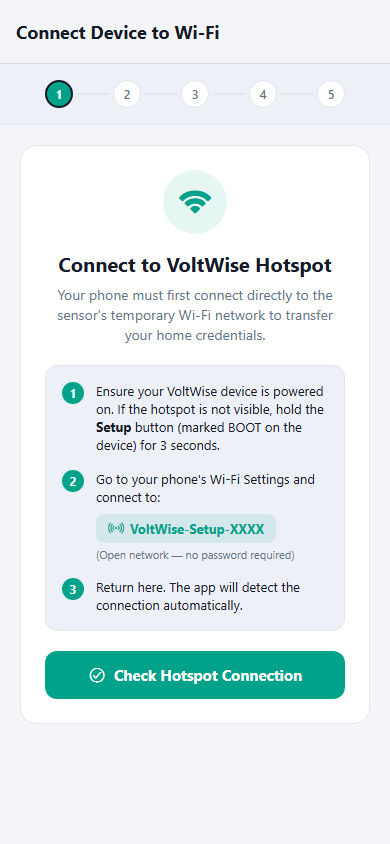 Connect Device to Wi-Fi
1 2 3 4 5
Connect to VoltWise Hotspot
Your phone must first connect directly to the
sensor's temporary Wi-Fi network to transfer
your home credentials.
1 Ensure your VoltWise device is powered
on. If the hotspot is not visible, hold the
Setup button (marked BOOT on the
device) for 3 seconds.
2 Go to your phone's Wi-Fi Settings and
connect to:
VoltWise-Setup-XXXX
(Open network — no password required)
3 Return here. The app will detect the
connection automatically.
Check Hotspot Connection